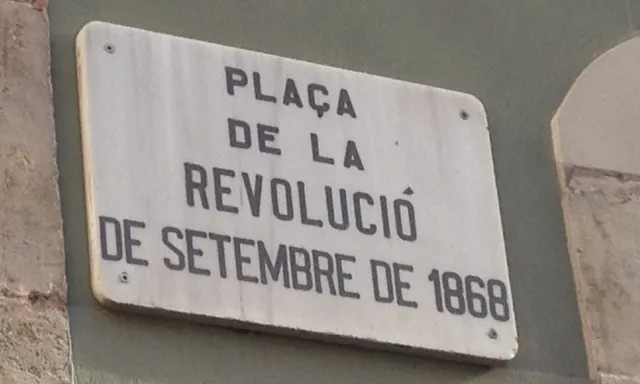 PLAÇA
DE LA
REVOLUCIÓ
DE SETEMBRE DE 1868